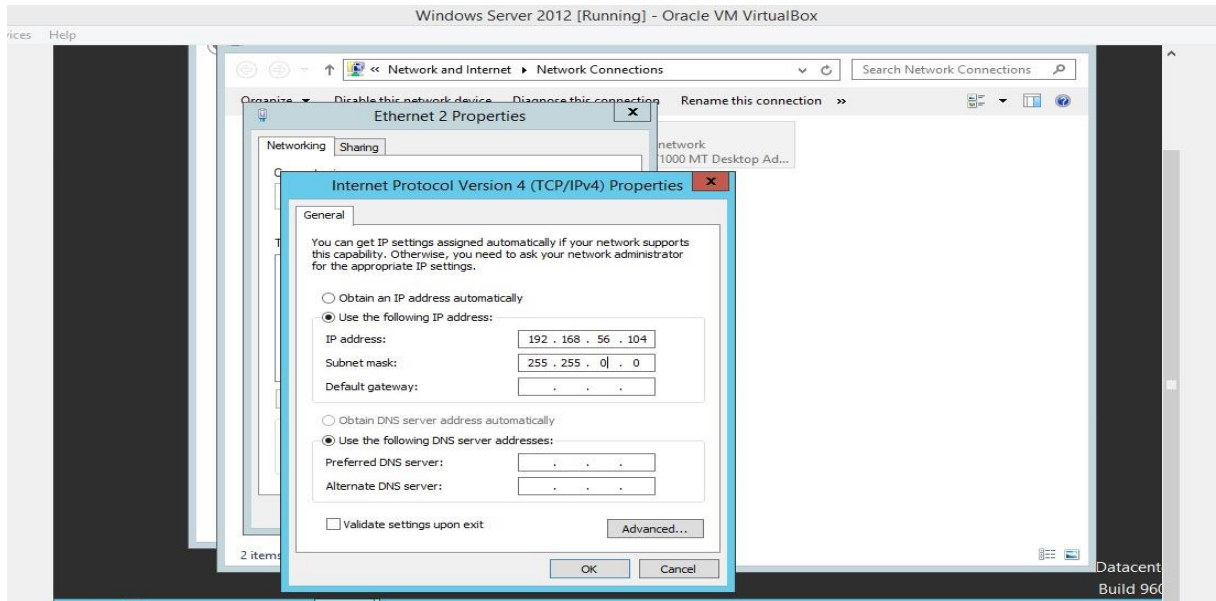 Windows Server 2012 [Running] - Oracle VM VirtualBox
Help
« Network and Internet ▸ Network Connections
Search Network Connections
Organize Disable this network device Diagnose this connection Rename this connection »
Ethernet 2 Properties x
network
Networking Sharing
1000 MT Desktop Ad...
Internet Protocol Version 4 (TCP/IPv4) Properties x
General
You can get IP settings assigned automatically if your network supports
this capability. Otherwise, you need to ask your network administrator
for the appropriate IP settings.
Obtain an IP address automatically
Use the following IP address:
IP address: 192 . 168 . 56 . 104
Subnet mask: 255 . 255 . 0 . 0
Default gateway: . . .
Obtain DNS server address automatically
Use the following DNS server addresses:
Preferred DNS server: . . .
Alternate DNS server: . . .
Validate settings upon exit
Advanced...
2 items
OK Cancel
Datacent
Build 960